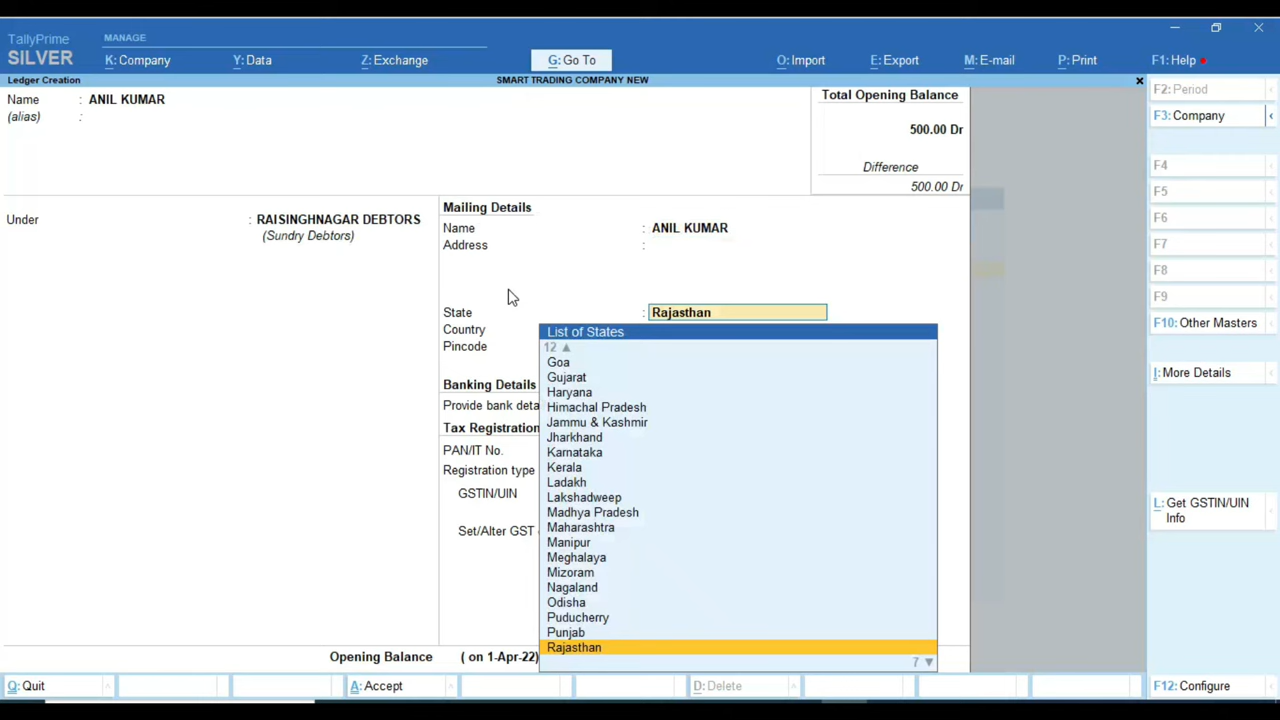 TallyPrime
MANAGE
SILVER
K: Company
Y: Data
Z: Exchange
G: Go To
O: Import
E: Export
M: E-mail
P: Print
F1: Help
Ledger Creation
SMART TRADING COMPANY NEW
×
Name : ANIL KUMAR
(alias) :
Total Opening Balance
500.00 Dr
Difference
500.00 Dr
Under : RAISINGHNAGAR DEBTORS
(Sundry Debtors)
Mailing Details
Name : ANIL KUMAR
Address :
State : Rajasthan
Country
Pincode
Banking Details
Provide bank deta
Tax Registration
PAN/IT No.
Registration type
GSTIN/UIN
Set/Alter GST
List of States
12 ▲
Goa
Gujarat
Haryana
Himachal Pradesh
Jammu & Kashmir
Jharkhand
Karnataka
Kerala
Ladakh
Lakshadweep
Madhya Pradesh
Maharashtra
Manipur
Meghalaya
Mizoram
Nagaland
Odisha
Puducherry
Punjab
Rajasthan
7 ▼
Opening Balance ( on 1-Apr-22)
F2: Period
F3: Company
F4
F5
F6
F7
F8
F9
F10: Other Masters
I: More Details
L: Get GSTIN/UIN
Info
Q: Quit
A: Accept
D: Delete
F12: Configure